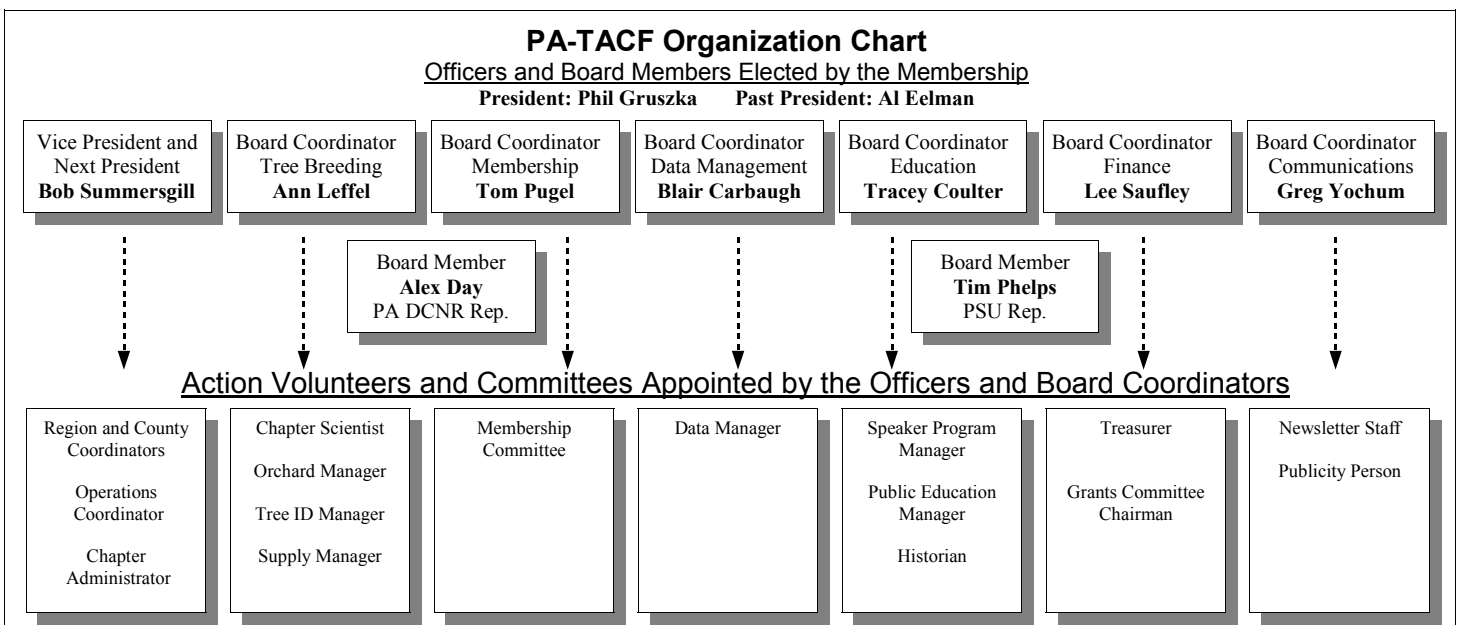 PA-TACF Organization Chart
Officers and Board Members Elected by the Membership
President: Phil Gruszka Past President: Al Eelman
Vice President and
Next President
Bob Summersgill
Board Coordinator
Tree Breeding
Ann Leffel
Board Coordinator
Membership
Tom Pugel
Board Coordinator
Data Management
Blair Carbaugh
Board Coordinator
Education
Tracey Coulter
Board Coordinator
Finance
Lee Saufley
Board Coordinator
Communications
Greg Yochum
Board Member
Alex Day
PA DCNR Rep.
Board Member
Tim Phelps
PSU Rep.
Action Volunteers and Committees Appointed by the Officers and Board Coordinators
Region and County
Coordinators
Operations
Coordinator
Chapter
Administrator
Chapter Scientist
Orchard Manager
Tree ID Manager
Supply Manager
Membership
Committee
Data Manager
Speaker Program
Manager
Public Education
Manager
Historian
Treasurer
Grants Committee
Chairman
Newsletter Staff
Publicity Person